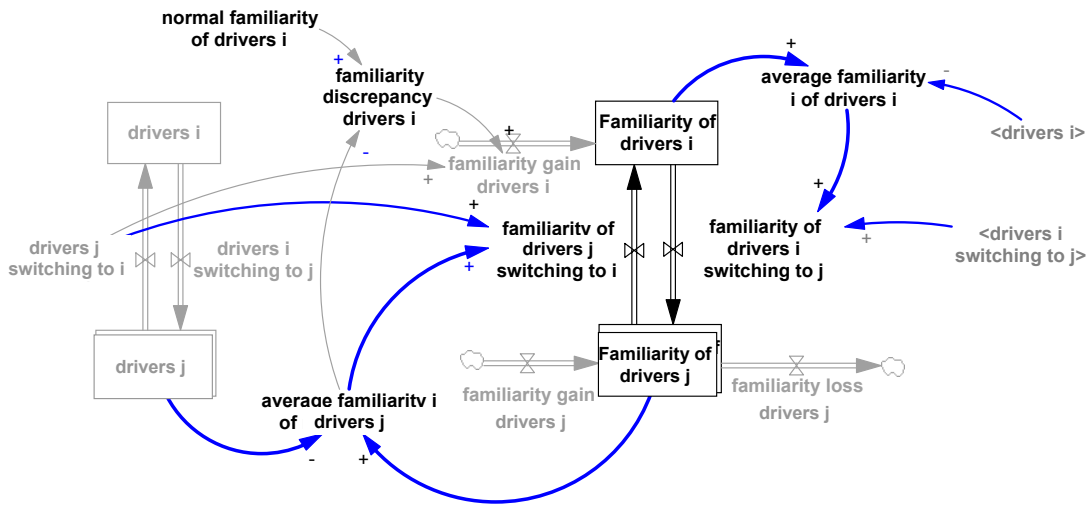 normal familiarity
of drivers i
+
familiarity
discrepancy
drivers i
-
drivers i
+
familiarity gain
drivers i
+
Familiarity of
drivers i
+
average familiarity
i of drivers i
-
<drivers i>
drivers j
switching to i
drivers i
switching to j
+
familiarity of
drivers j
switching to i
+
+
familiarity of
drivers i
switching to j
+
<drivers i
switching to j>
drivers j
Familiarity of
drivers j
familiarity gain
drivers j
familiarity loss
drivers j
average familiarity i
of drivers j
-
+